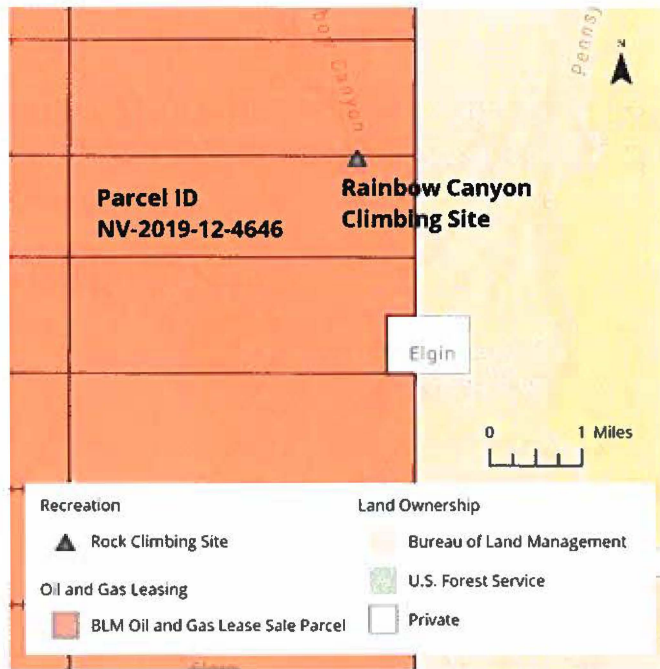 Canyon
Pennsy
N
Parcel ID
NV-2019-12-4646
Rainbow Canyon
Climbing Site
Elgin
0 1 Miles
Recreation
Rock Climbing Site
Oil and Gas Leasing
BLM Oil and Gas Lease Sale Parcel
Land Ownership
Bureau of Land Management
U.S. Forest Service
Private